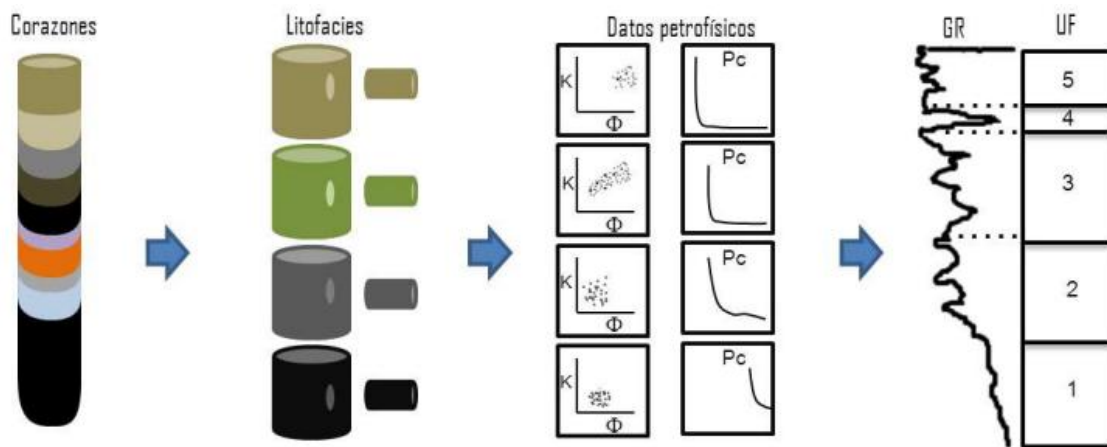 Corazones
Litofacies
Datos petrofísicos
GR
UF
K
Φ
Pc
K
Φ
Pc
K
Φ
Pc
K
Φ
Pc
5
4
3
2
1